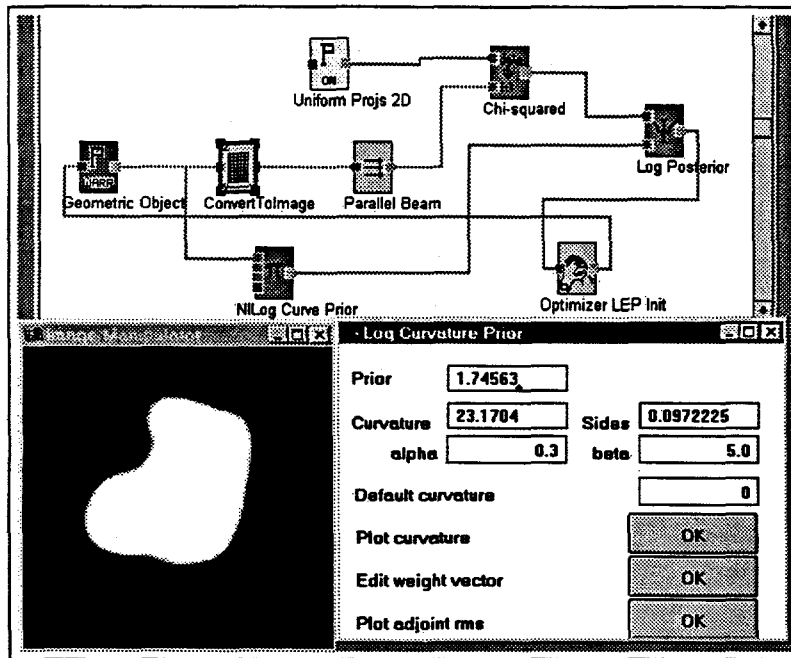 P
ON
Uniform Projs 2D
Chi-squared
Log Posterior
Geometric Object
ConvertToImage
Parallel Beam
NlLog Curve Prior
Optimizer LEP Init
- Log Curvature Prior
Prior 1.74563
Curvature 23.1704 Sides 0.0972225
alpha 0.3 beta 5.0
Default curvature 0
Plot curvature OK
Edit weight vector OK
Plot adjoint rms OK